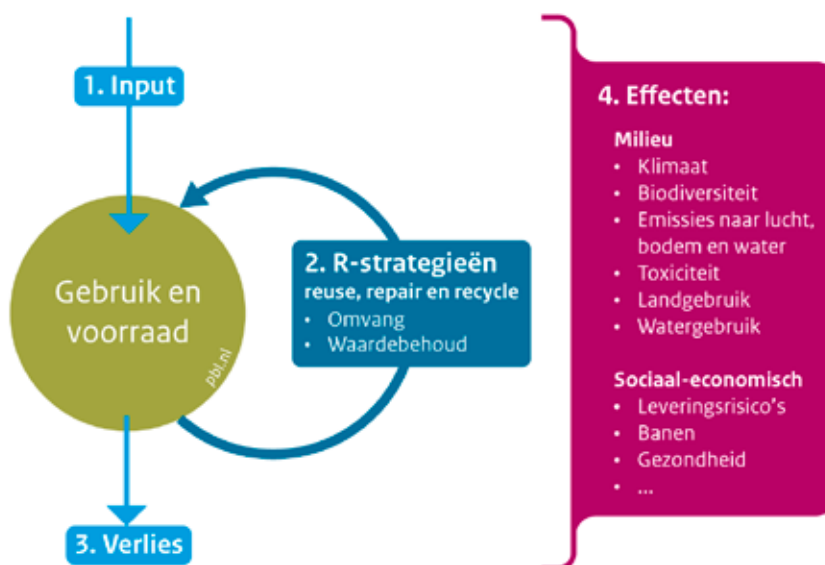 1. Input
Gebruik en
voorraad
pbl.nl
2. R-strategieën
reuse, repair en recycle
• Omvang
• Waardebehoud
3. Verlies
4. Effecten:
Milieu
• Klimaat
• Biodiversiteit
• Emissies naar lucht,
bodem en water
• Toxiciteit
• Landgebruik
• Watergebruik
Sociaal-economisch
• Leveringsrisico's
• Banen
• Gezondheid
• ...